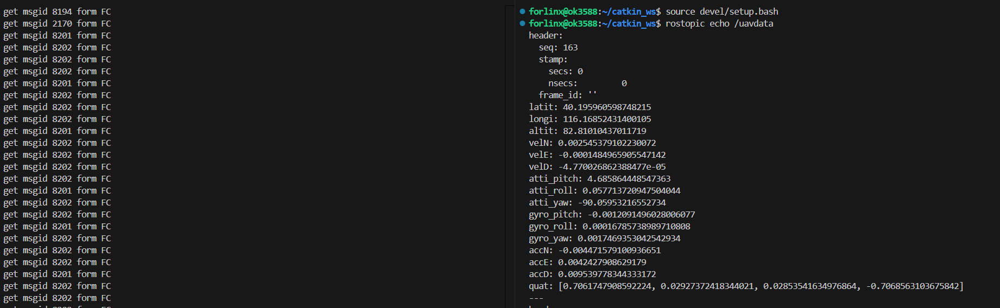 get msgid 8194 form FC
get msgid 2170 form FC
get msgid 8201 form FC
get msgid 8202 form FC
get msgid 8202 form FC
get msgid 8202 form FC
get msgid 8201 form FC
get msgid 8202 form FC
get msgid 8202 form FC
get msgid 8202 form FC
get msgid 8201 form FC
get msgid 8202 form FC
get msgid 8202 form FC
get msgid 8202 form FC
get msgid 8202 form FC
get msgid 8201 form FC
get msgid 8202 form FC
get msgid 8202 form FC
get msgid 8201 form FC
get msgid 8202 form FC
get msgid 8202 form FC
get msgid 8202 form FC
get msgid 8201 form FC
get msgid 8202 form FC
get msgid 8202 form FC
forlinx@ok3588:~/catkin_ws$ source devel/setup.bash
forlinx@ok3588:~/catkin_ws$ rostopic echo /uavdata
header:
  seq: 163
  stamp:
    secs: 0
    nsecs:         0
  frame_id: ''
latit: 40.195960598748215
longi: 116.16852431400105
altit: 82.81010437011719
velN: 0.002545379102230072
velE: -0.0001484965905547142
velD: -4.770026862388477e-05
atti_pitch: 4.685864448547363
atti_roll: 0.057713720947504044
atti_yaw: -90.05953216552734
gyro_pitch: -0.0012091496028006077
gyro_roll: 0.00016785738989710808
gyro_yaw: 0.0017469353042542934
accN: -0.004471579100936651
accE: 0.0042427908629179
accD: 0.009539778344333172
quat: [0.7061747908592224, 0.02927372418344021, 0.02853541634976864, -0.7068563103675842]
---